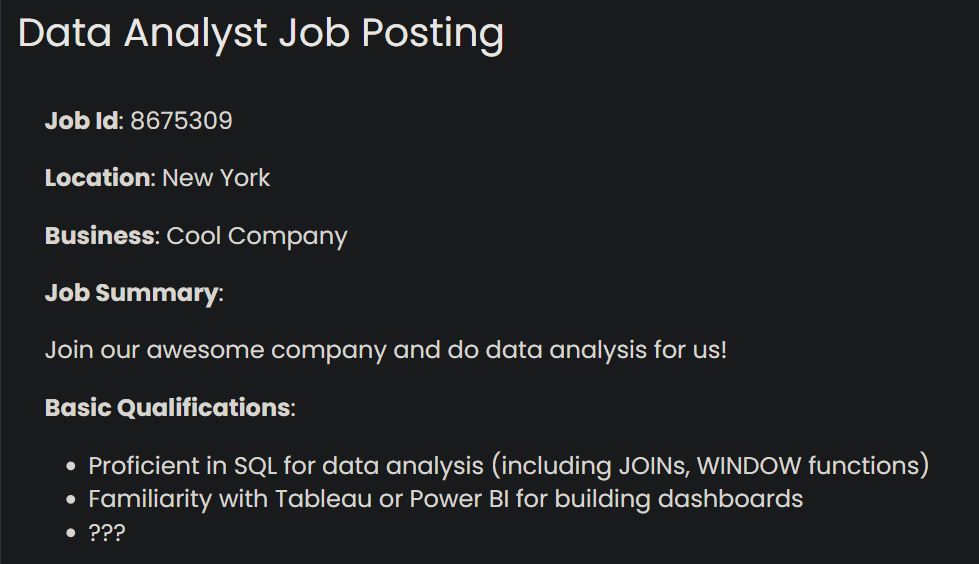 Data Analyst Job Posting
Job Id: 8675309
Location: New York
Business: Cool Company
Job Summary:
Join our awesome company and do data analysis for us!
Basic Qualifications:
• Proficient in SQL for data analysis (including JOINs, WINDOW functions)
• Familiarity with Tableau or Power BI for building dashboards
• ???